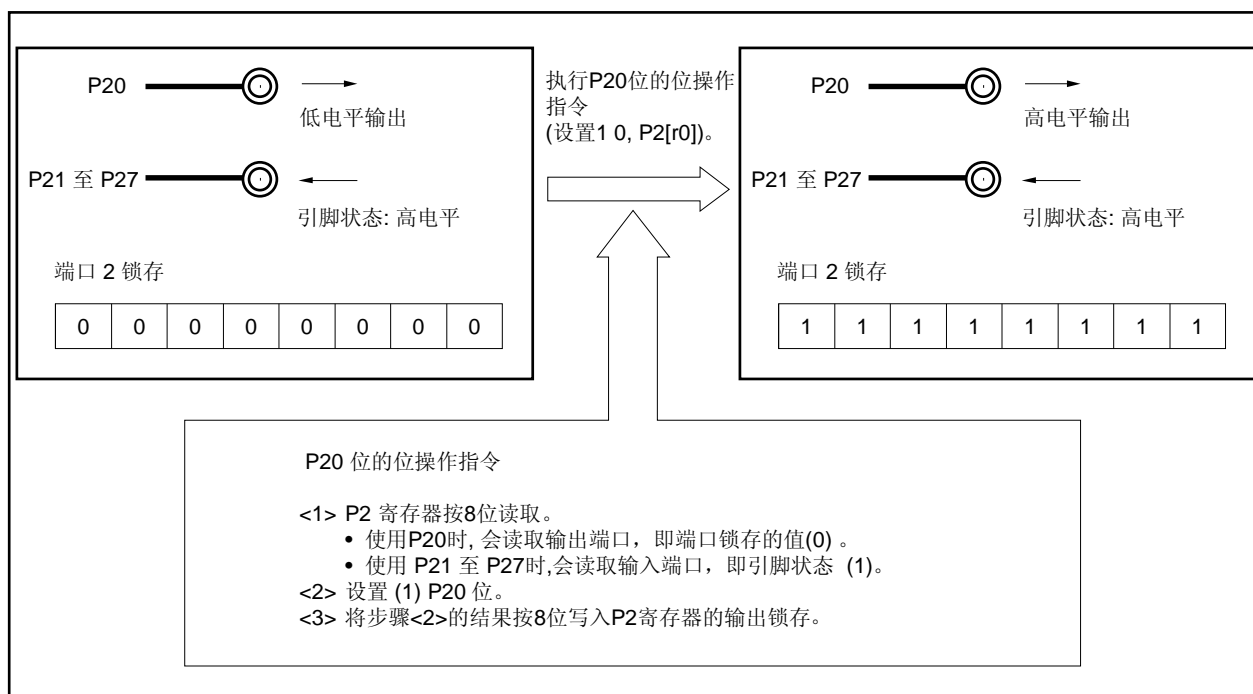 P20
低电平输出
P21 至 P27
引脚状态: 高电平
端口 2 锁存
0 0 0 0 0 0 0 0
执行P20位的位操作
指令
(设置1 0, P2[r0])。
P20
高电平输出
P21 至 P27
引脚状态: 高电平
端口 2 锁存
1 1 1 1 1 1 1 1
P20 位的位操作指令
<1> P2 寄存器按8位读取。
• 使用P20时, 会读取输出端口，即端口锁存的值(0) 。
• 使用 P21 至 P27时,会读取输入端口，即引脚状态 (1)。
<2> 设置 (1) P20 位。
<3> 将步骤<2>的结果按8位写入P2寄存器的输出锁存。